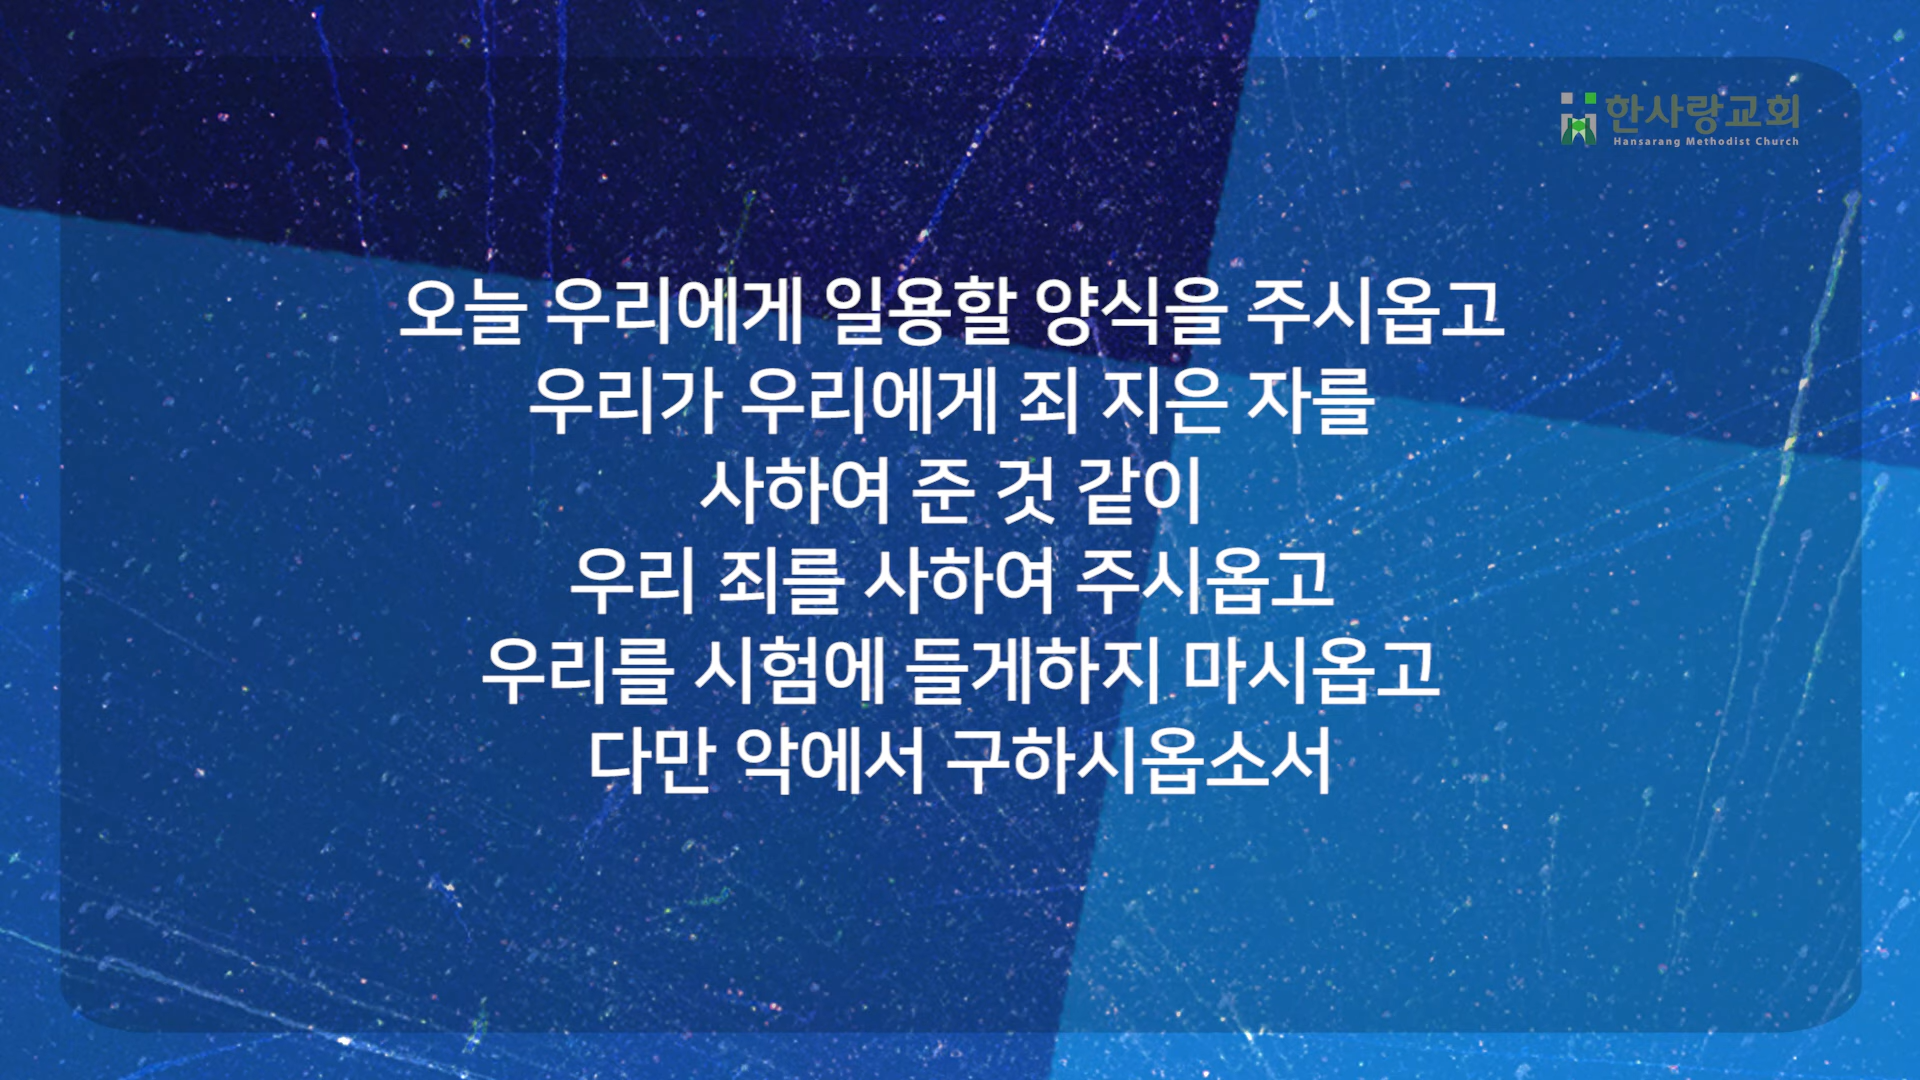 한사랑교회
Hansarang Methodist Church
오늘 우리에게 일용할 양식을 주시옵고
우리가 우리에게 죄 지은 자를
사하여 준 것 같이
우리 죄를 사하여 주시옵고
우리를 시험에 들게하지 마시옵고
다만 악에서 구하시옵소서